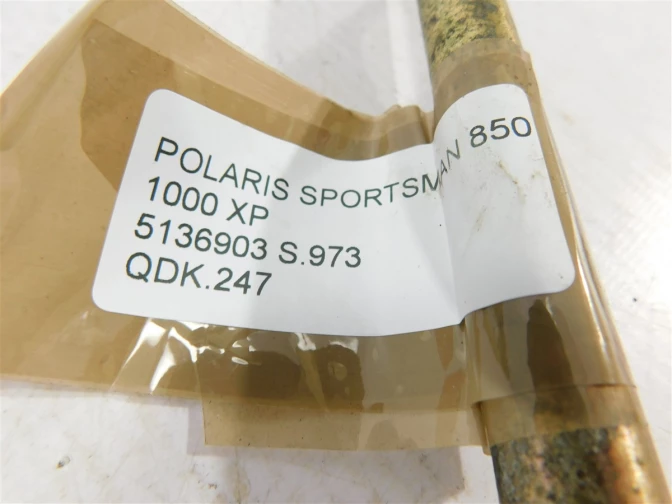 POLARIS SPORTSMAN 850
1000 XP
5136903 S.973
QDK.247